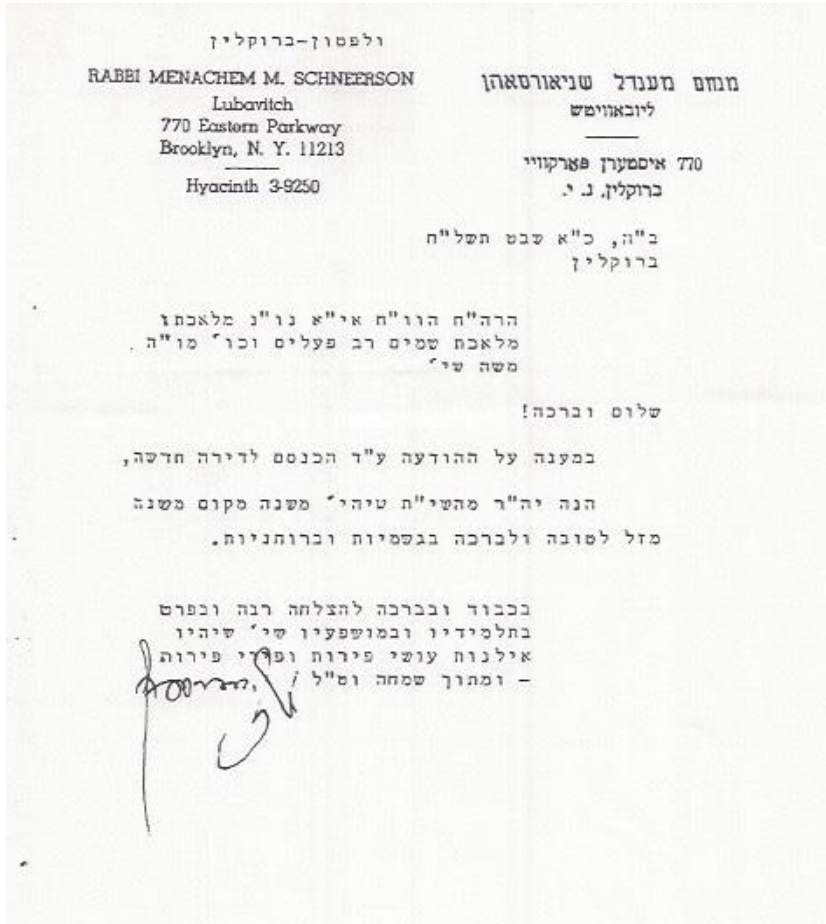 ולפטון-ברוקלין
RABBI MENACHEM M. SCHNEERSON
Lubavitch
770 Eastern Parkway
Brooklyn, N. Y. 11213
Hyacinth 3-9250
מנחם מענדל שניאורסאהן
ליובאוויטש
770 איסטערן פארקוויי
ברוקלין, נ. י.
ב"ה, כ"א שבט תשל"ח
ברוקלין
הרה"ח הוו"ח אי"א נו"נ מלאכתו
מלאכת שמים רב פעלים וכו' מו"ה
משה שי'
שלום וברכה!
במענה על ההודעה ע"ד הכנסם לדירה חדשה,
הנה יה"ר מהשי"ת שיהי' משנה מקום משנה
מזל לטובה ולברכה בגשמיות וברוחניות.
בכבוד ובברכה להצלחה רבה ובפרט
בתלמידיו ובמושפעיו שי' שיהיו
אילנות עושי פירות ופירי פירות
- ומתוך שמחה וט"ל